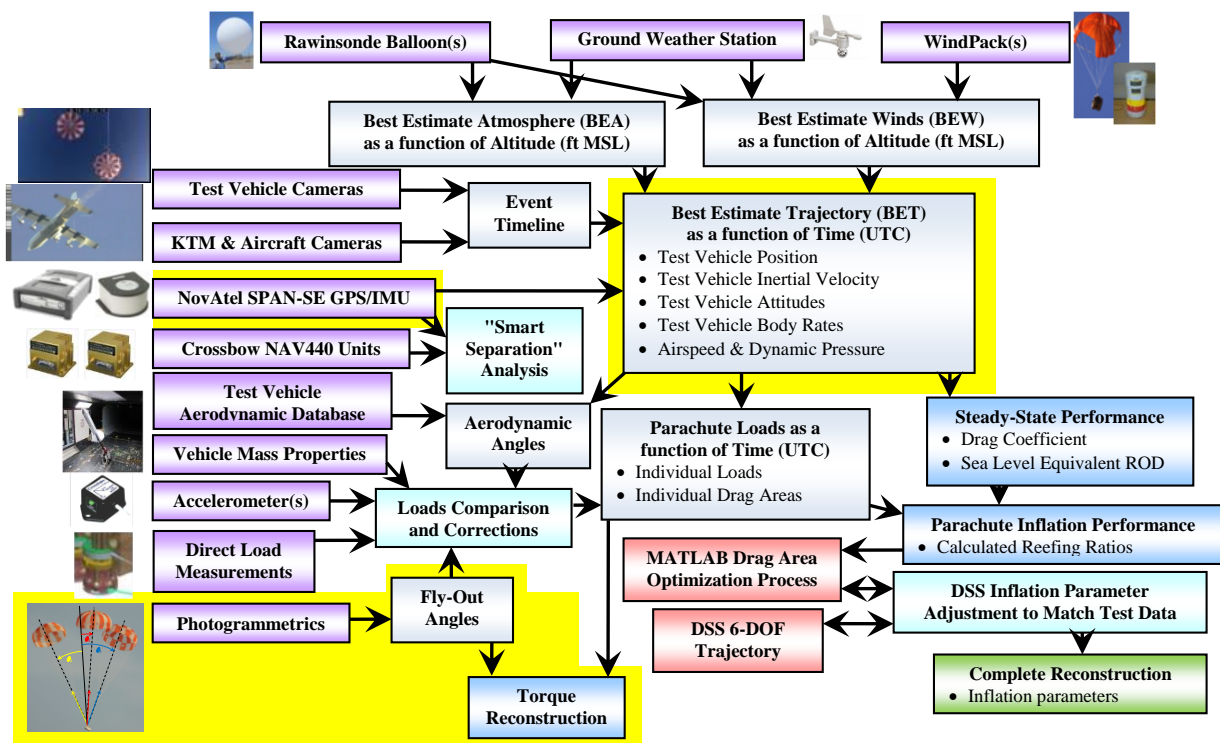 Rawinsonde Balloon(s)
Ground Weather Station
WindPack(s)
Best Estimate Atmosphere (BEA)
as a function of Altitude (ft MSL)
Best Estimate Winds (BEW)
as a function of Altitude (ft MSL)
Test Vehicle Cameras
KTM & Aircraft Cameras
Event
Timeline
Best Estimate Trajectory (BET)
as a function of Time (UTC)
• Test Vehicle Position
• Test Vehicle Inertial Velocity
• Test Vehicle Attitudes
• Test Vehicle Body Rates
• Airspeed & Dynamic Pressure
NovAtel SPAN-SE GPS/IMU
Crossbow NAV440 Units
"Smart
Separation"
Analysis
Test Vehicle
Aerodynamic Database
Aerodynamic
Angles
Vehicle Mass Properties
Accelerometer(s)
Direct Load
Measurements
Loads Comparison
and Corrections
Parachute Loads as a
function of Time (UTC)
• Individual Loads
• Individual Drag Areas
Steady-State Performance
• Drag Coefficient
• Sea Level Equivalent ROD
Parachute Inflation Performance
• Calculated Reefing Ratios
MATLAB Drag Area
Optimization Process
DSS Inflation Parameter
Adjustment to Match Test Data
DSS 6-DOF
Trajectory
Complete Reconstruction
• Inflation parameters
Photogrammetrics
Fly-Out
Angles
Torque
Reconstruction